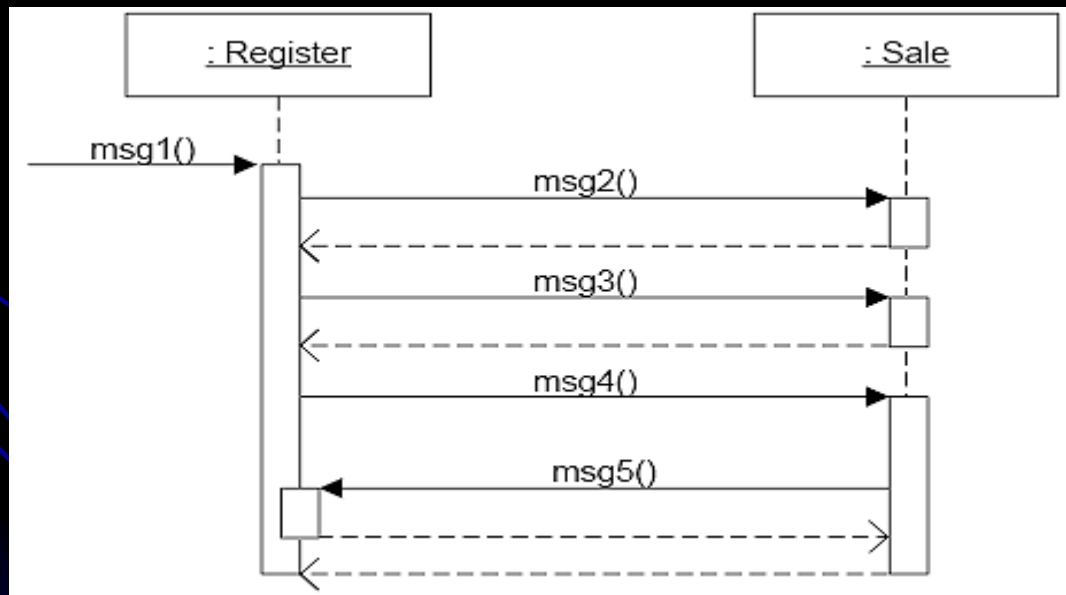 : Register
: Sale
msg1()
msg2()
msg3()
msg4()
msg5()